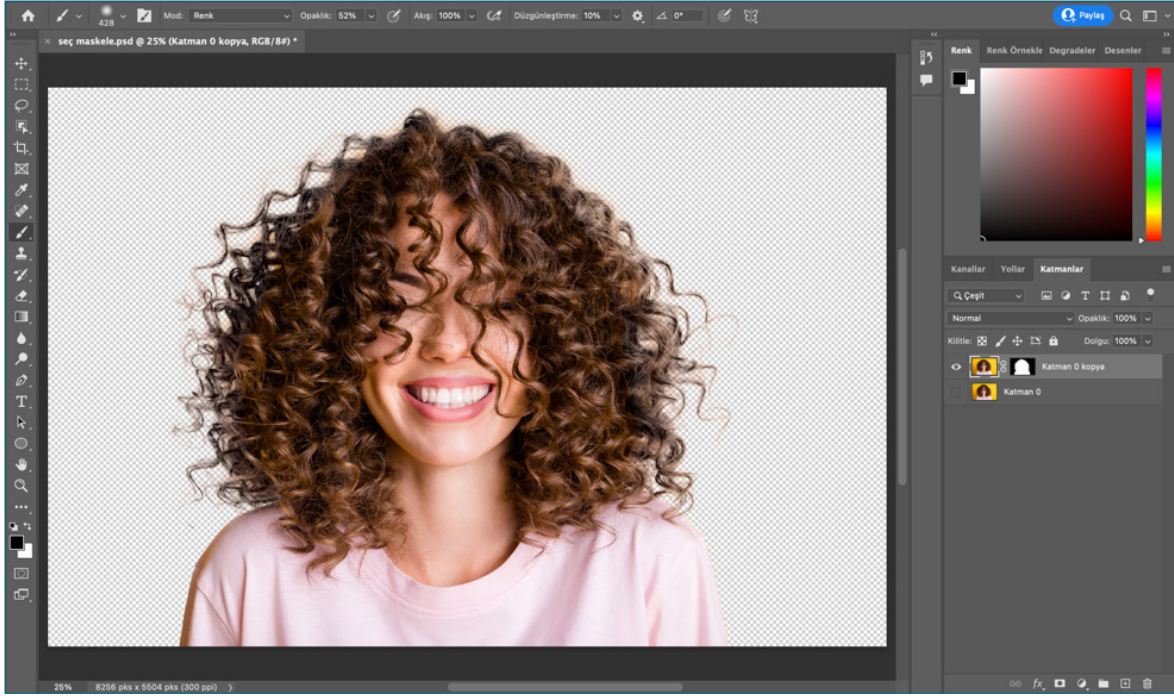 428 Mod: Renk Opaklık: 52% Akış: 100% Düzgünleştirme: 10% 0° Paylaş
seç maskele.psd @ 25% (Katman 0 kopya, RGB/8#) *
Renk Renk Örnekle Degradeler Desenler
Kanallar Yollar Katmanlar
Çeşit
Normal Opaklık: 100%
Kilitle: Dolgu: 100%
Katman 0 kopya
Katman 0
25% 8256 pks x 5504 pks (300 ppi)